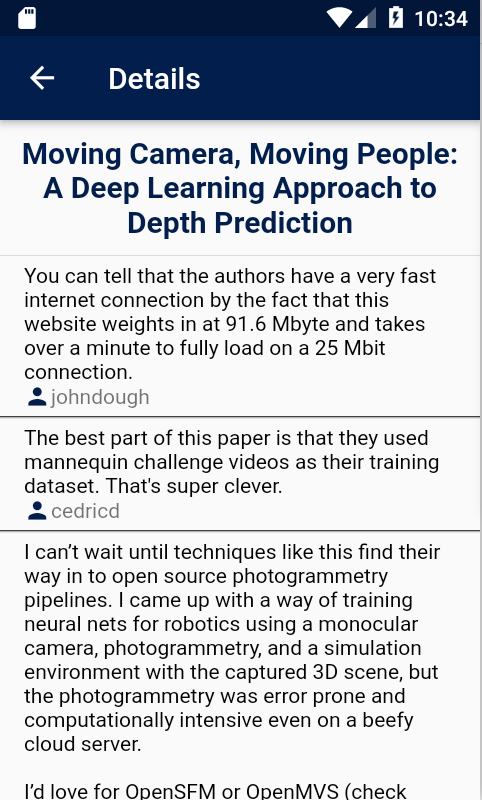 10:34
Details
Moving Camera, Moving People:
A Deep Learning Approach to
Depth Prediction
You can tell that the authors have a very fast
internet connection by the fact that this
website weights in at 91.6 Mbyte and takes
over a minute to fully load on a 25 Mbit
connection.
johndough
The best part of this paper is that they used
mannequin challenge videos as their training
dataset. That's super clever.
cedricd
I can’t wait until techniques like this find their
way in to open source photogrammetry
pipelines. I came up with a way of training
neural nets for robotics using a monocular
camera, photogrammetry, and a simulation
environment with the captured 3D scene, but
the photogrammetry was error prone and
computationally intensive even on a beefy
cloud server.
I’d love for OpenSFM or OpenMVS (check